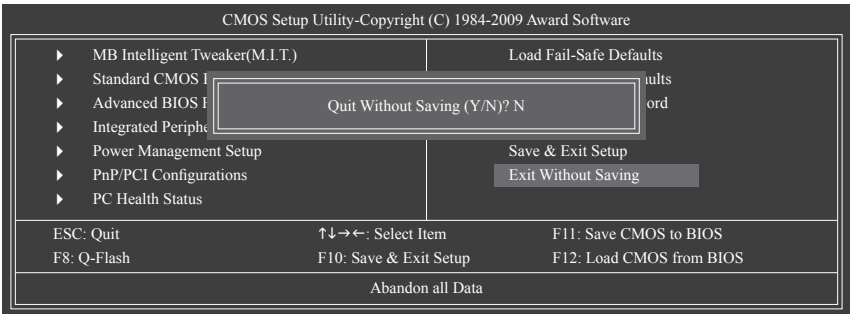 CMOS Setup Utility-Copyright (C) 1984-2009 Award Software
MB Intelligent Tweaker(M.I.T.)
Load Fail-Safe Defaults
Standard CMOS
Advanced BIOS
Quit Without Saving (Y/N)? N
Integrated
Power Management Setup
Save & Exit Setup
PnP/PCI Configurations
Exit Without Saving
PC Health Status
ESC: Quit
↑↓→←: Select Item
F11: Save CMOS to BIOS
F8: Q-Flash
F10: Save & Exit Setup
F12: Load CMOS from BIOS
Abandon all Data